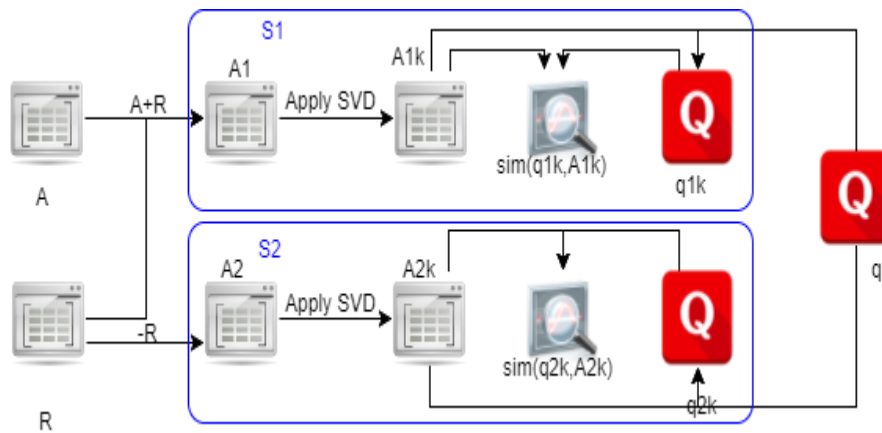 S1
A1k
A1
A+R
Apply SVD
Q
sim(q1k,A1k)
q1k
A
Q
S2
A2
A2k
q
Apply SVD
Q
-R
sim(q2k,A2k)
q2k
R